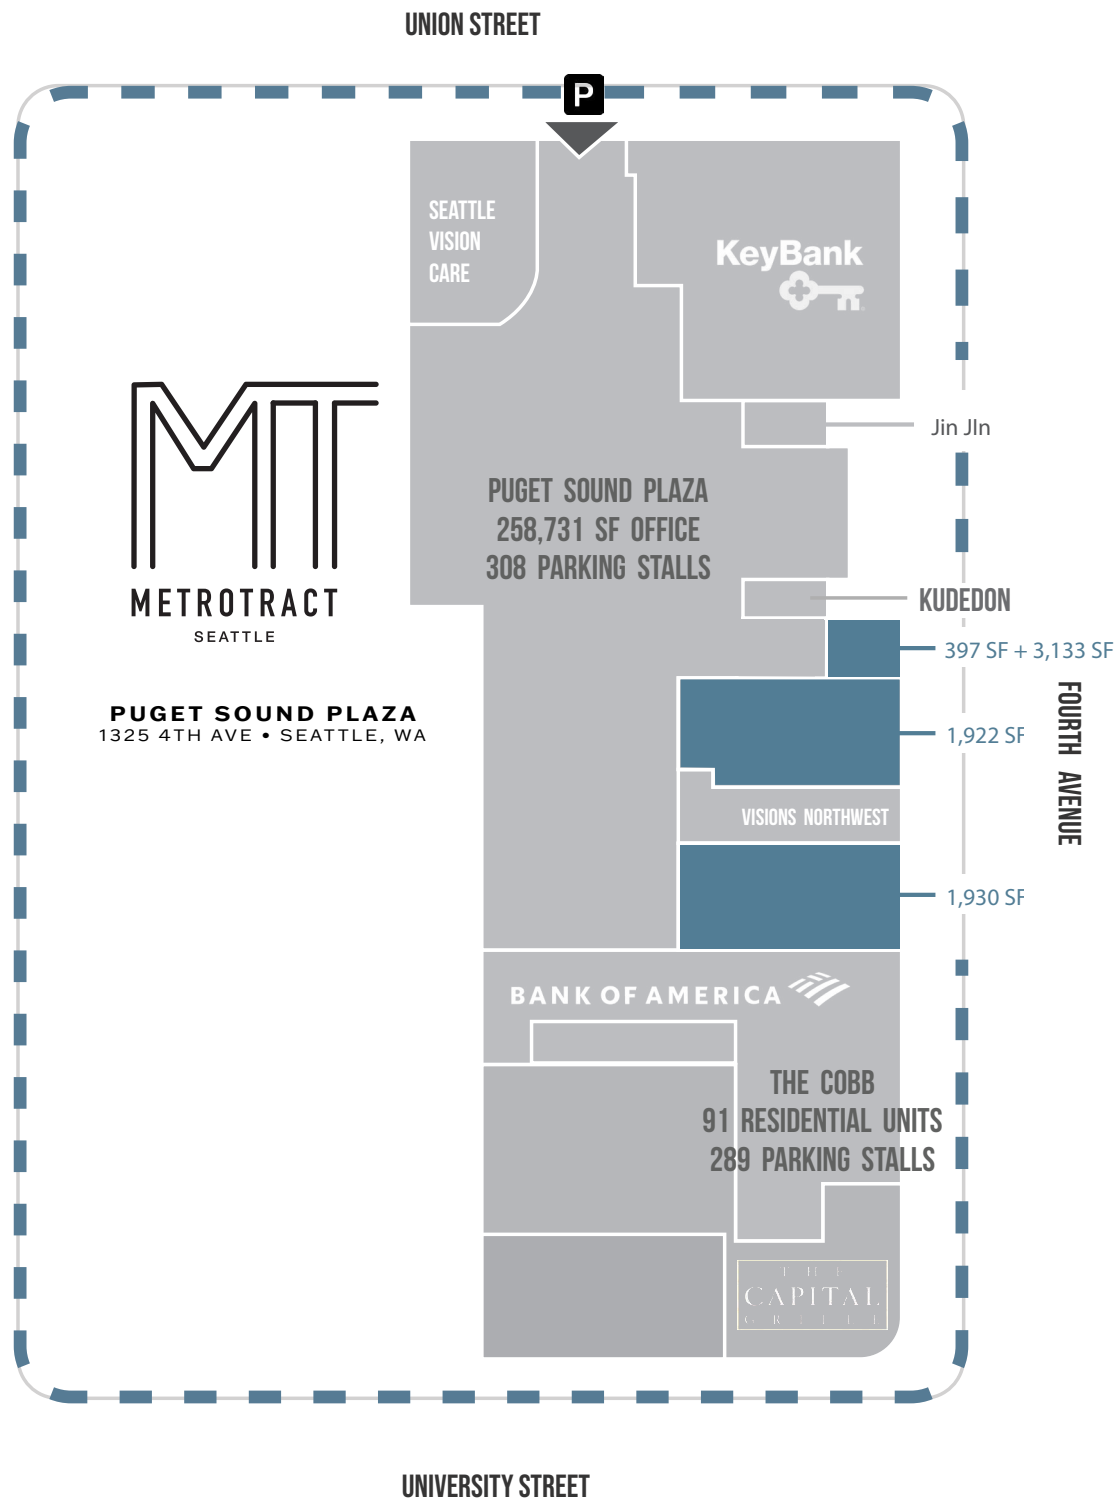 UNION STREET
P
SEATTLE
VISION
CARE
KeyBank
Jin JIn
PUGET SOUND PLAZA
258,731 SF OFFICE
308 PARKING STALLS
MT
METROTRACT
SEATTLE
KUDEDON
397 SF + 3,133 SF
PUGET SOUND PLAZA
1325 4TH AVE • SEATTLE, WA
FOURTH AVENUE
1,922 SF
VISIONS NORTHWEST
1,930 SF
BANK OF AMERICA
THE COBB
91 RESIDENTIAL UNITS
289 PARKING STALLS
THE
CAPITAL
GRILLE
UNIVERSITY STREET